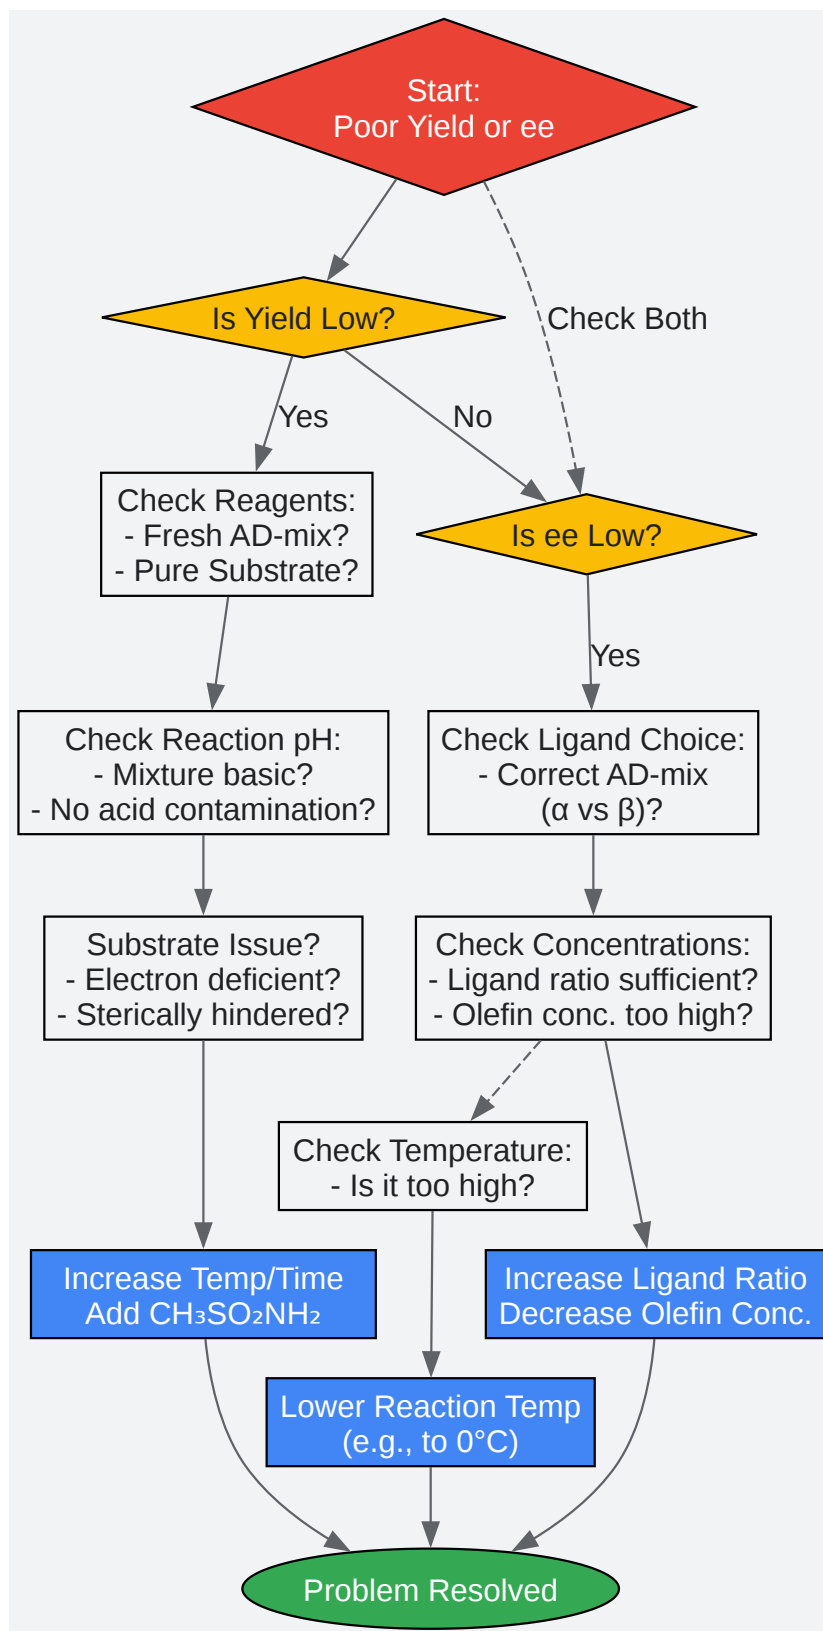 Start:
Poor Yield or ee
Is Yield Low?
Check Both
Yes
No
Check Reagents:
- Fresh AD-mix?
- Pure Substrate?
Is ee Low?
Yes
Check Reaction pH:
- Mixture basic?
- No acid contamination?
Check Ligand Choice:
- Correct AD-mix
(α vs β)?
Substrate Issue?
- Electron deficient?
- Sterically hindered?
Check Concentrations:
- Ligand ratio sufficient?
- Olefin conc. too high?
Check Temperature:
- Is it too high?
Increase Temp/Time
Add CH₃SO₂NH₂
Increase Ligand Ratio
Decrease Olefin Conc.
Lower Reaction Temp
(e.g., to 0°C)
Problem Resolved